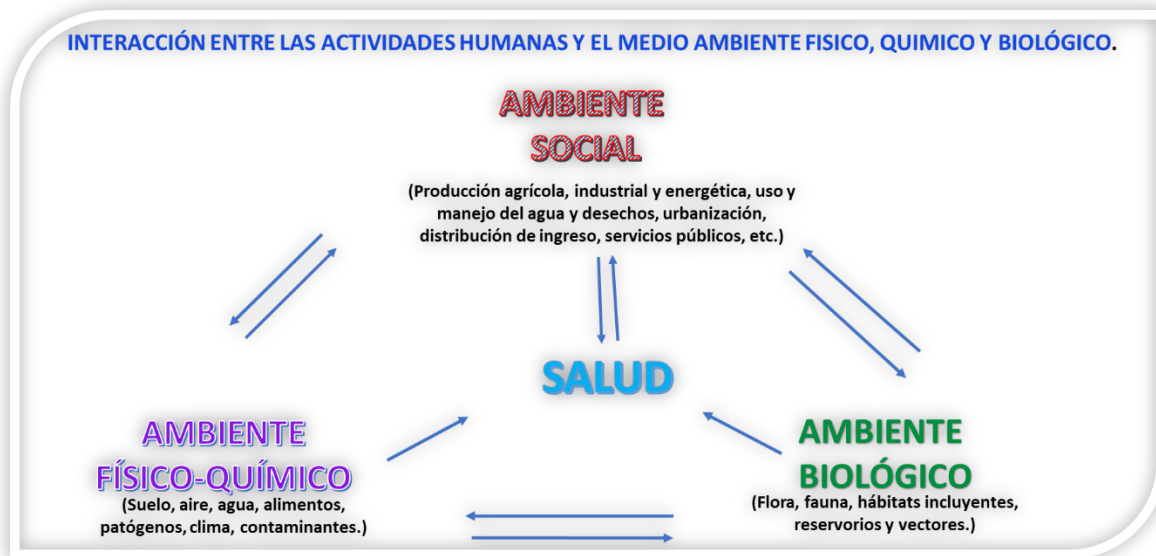 INTERACCIÓN ENTRE LAS ACTIVIDADES HUMANAS Y EL MEDIO AMBIENTE FISICO, QUIMICO Y BIOLÓGICO.
AMBIENTE
SOCIAL
(Producción agrícola, industrial y energética, uso y
manejo del agua y desechos, urbanización,
distribución de ingreso, servicios públicos, etc.)
SALUD
AMBIENTE
FÍSICO-QUÍMICO
(Suelo, aire, agua, alimentos,
patógenos, clima, contaminantes.)
AMBIENTE
BIOLÓGICO
(Flora, fauna, hábitats incluyentes,
reservorios y vectores.)